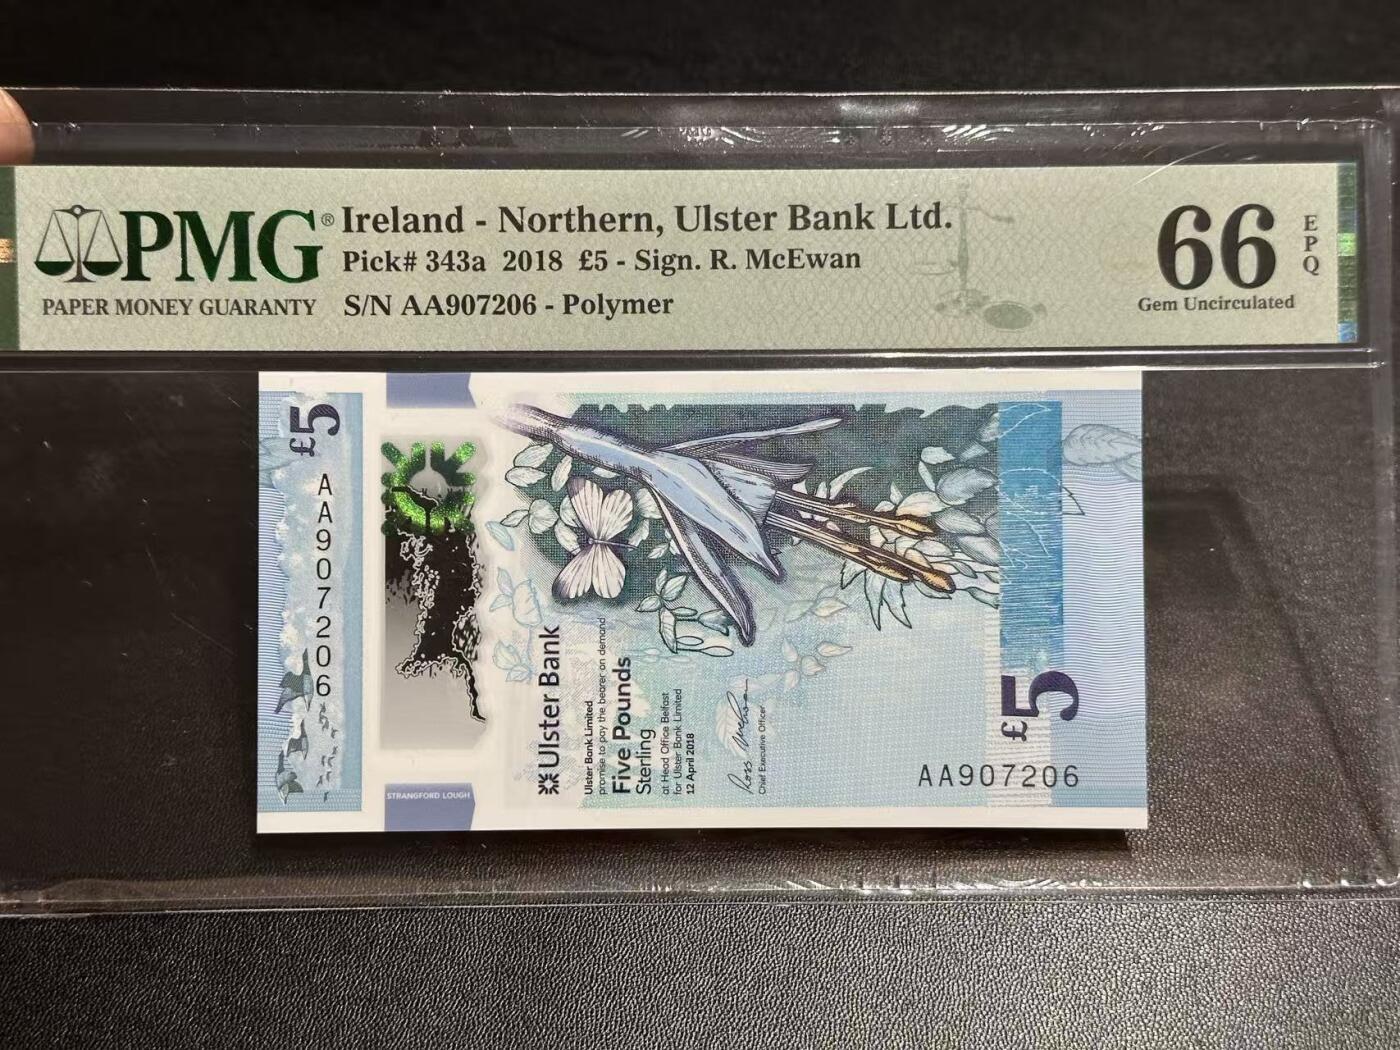 PMG®
PAPER MONEY GUARANTY
Ireland - Northern, Ulster Bank Ltd.
Pick# 343a 2018 £5 - Sign. R. McEwan
S/N AA907206 - Polymer
66
EPQ
Gem Uncirculated
£5
AA907206
STRANGFORD LOUGH
Ulster Bank
Ulster Bank Limited
promise to pay the bearer on demand
Five Pounds
Sterling
at Head Office Belfast
for Ulster Bank Limited
12 April 2018
Chief Executive Officer
£5
AA907206